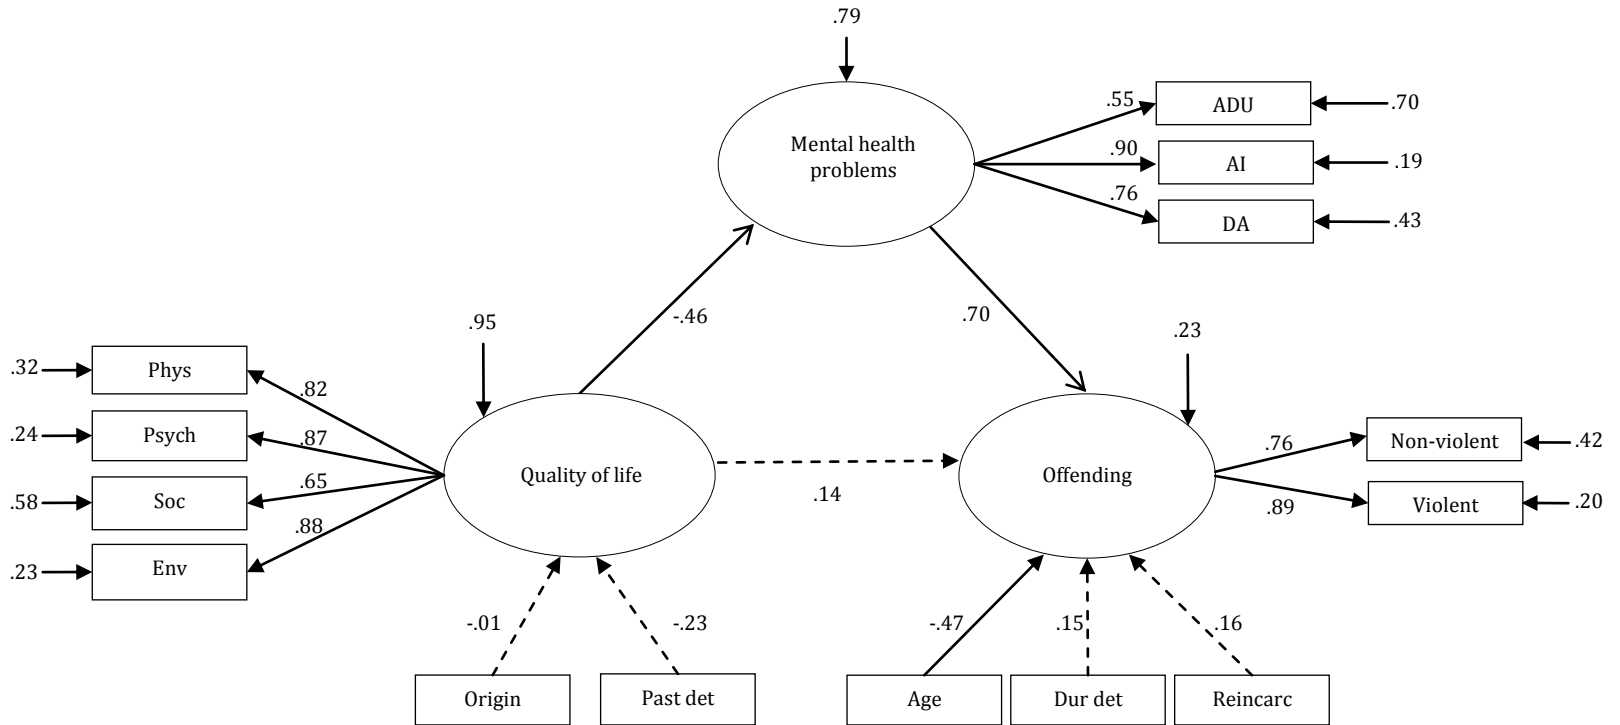 .79
Mental health
problems
.55
ADU
.70
.90
AI
.19
.76
DA
.43
-.46
.70
.95
.23
.32
Phys
.82
.24
Psych
.87
.58
Soc
.65
.23
Env
.88
Quality of life
.14
Offending
.76
Non-violent
.42
.89
Violent
.20
-.01
-.23
-.47
.15
.16
Origin
Past det
Age
Dur det
Reincarc